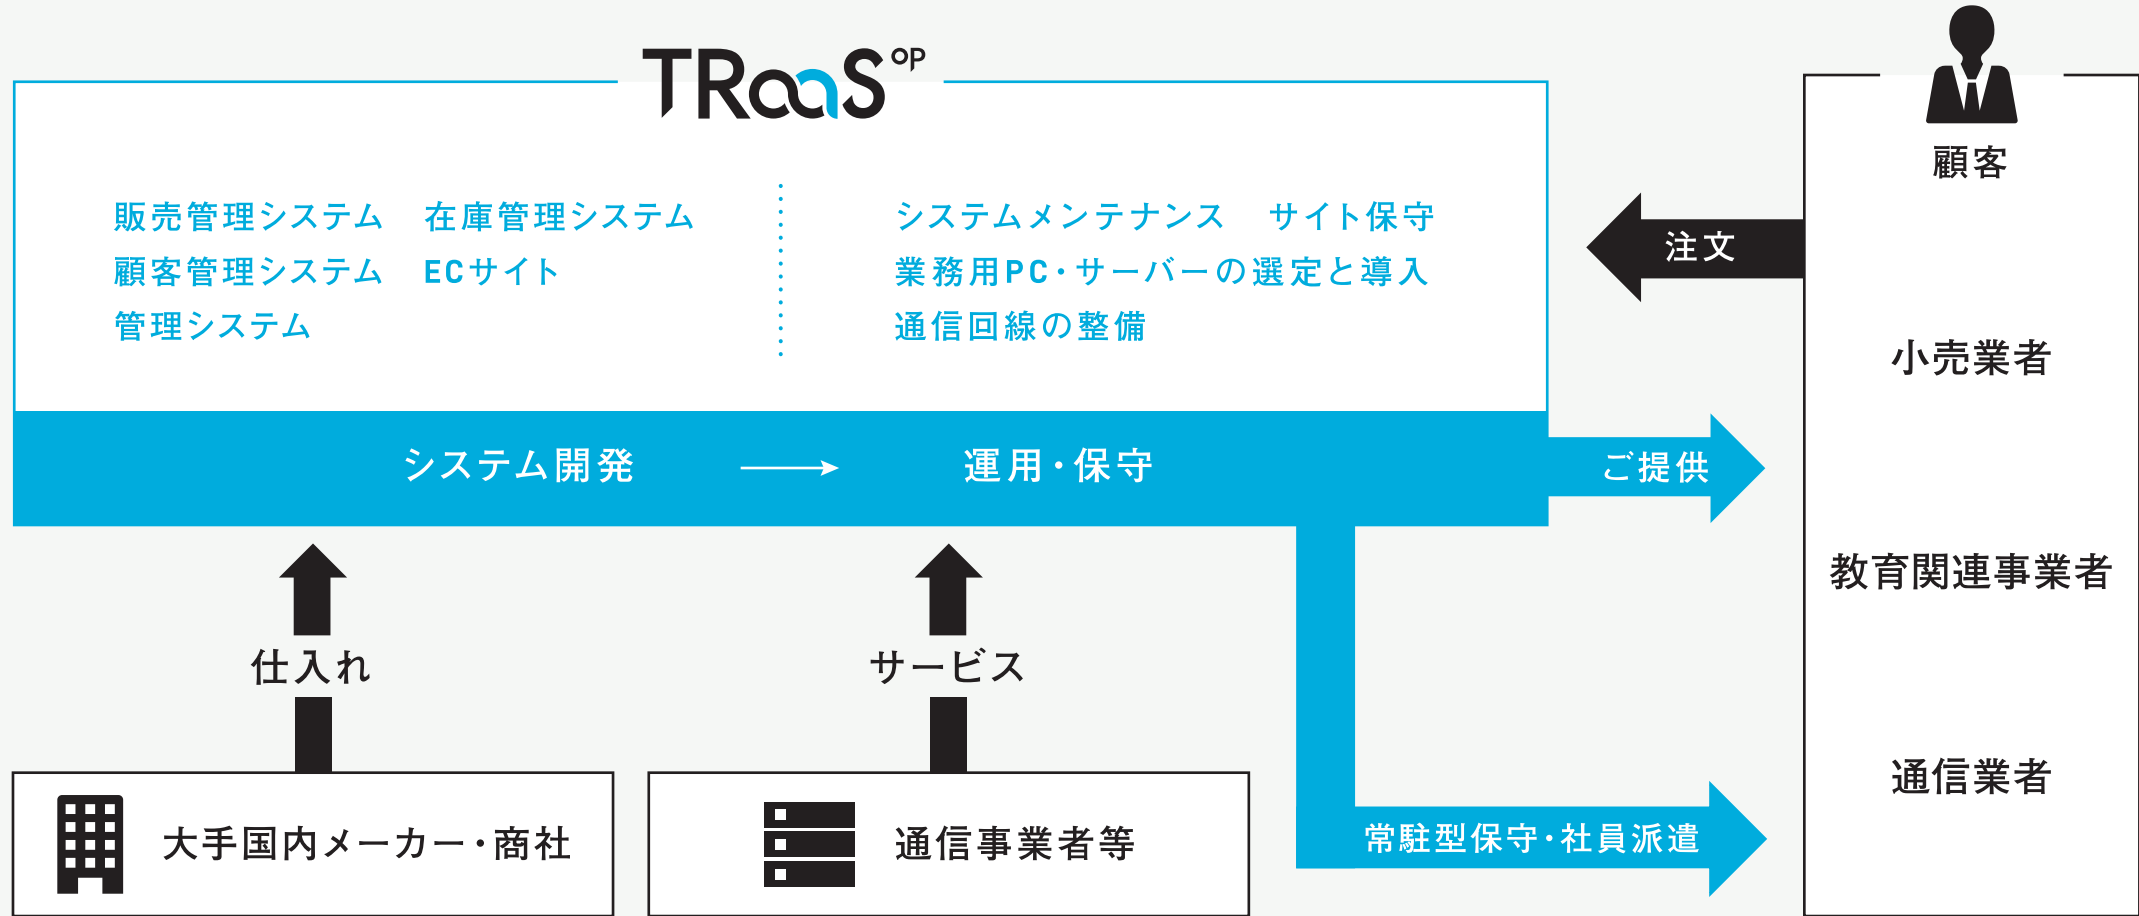 TRaaS OP
販売管理システム 在庫管理システム
顧客管理システム ECサイト
管理システム
システムメンテナンス サイト保守
業務用PC・サーバーの選定と導入
通信回線の整備
システム開発 → 運用・保守
仕入れ
サービス
大手国内メーカー・商社
通信事業者等
注文
ご提供
常駐型保守・社員派遣
顧客
小売業者
教育関連事業者
通信業者